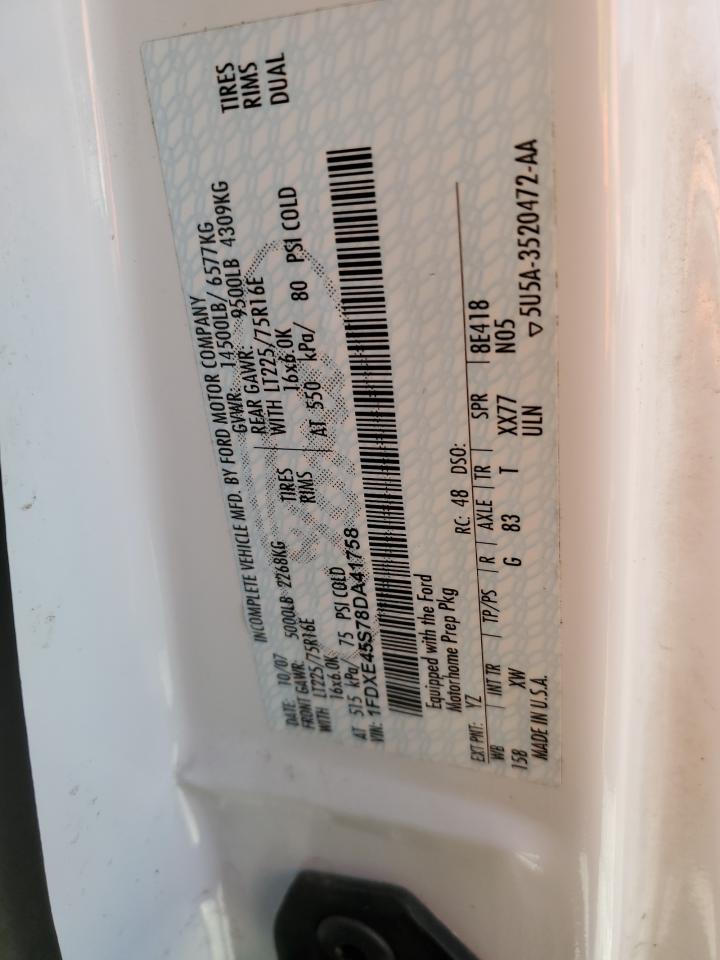 INCOMPLETE VEHICLE MFD. BY FORD MOTOR COMPANY
DATE: 10/07 GVWR: 14500LB/ 6577KG
FRONT GAWR: 5000LB 2268KG REAR GAWR: 9500LB 4309KG
WITH LT225/75R16E TIRES WITH LT225/75R16E TIRES
16x6.0K RIMS 16x6.0K RIMS
AT 515 kPa/ 75 PSI COLD AT 550 kPa/ 80 PSI COLD DUAL
VIN: 1FDXE45S78DA41758
Equipped with the Ford
Motorhome Prep Pkg
EXT PNT: YZ RC: 48 DSO:
WB INT TR TP/PS R AXLE TR SPR 8E418
158 XW G 83 T XX77 N05
MADE IN U.S.A. ULN ▽5U5A-3520472-AA